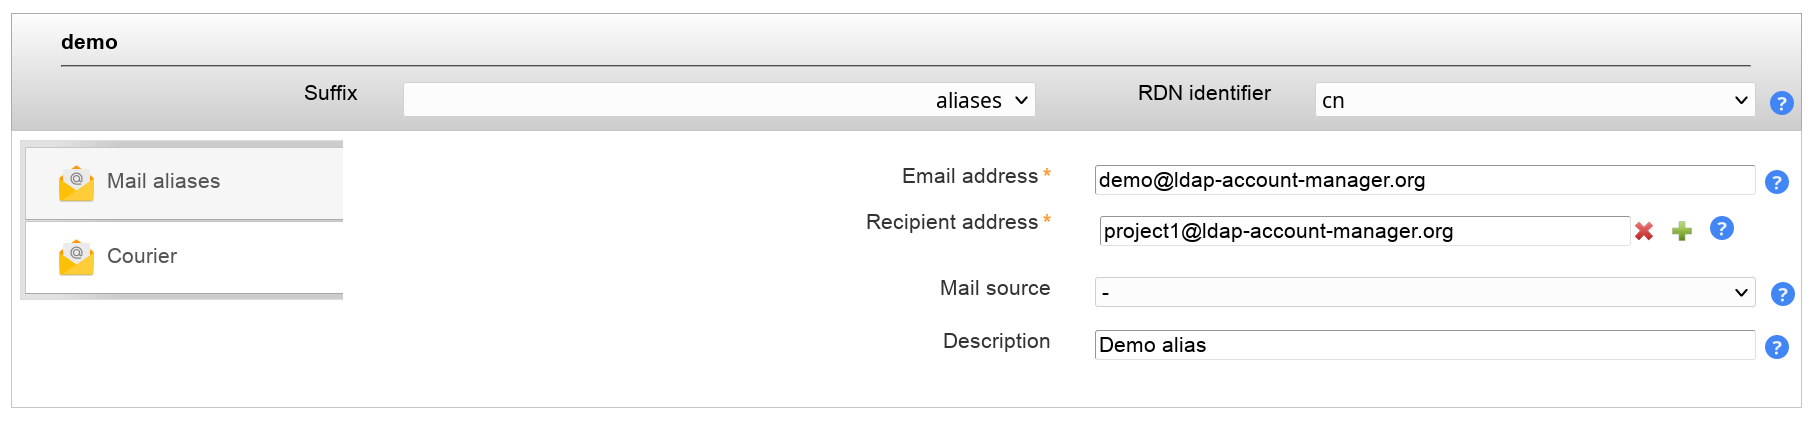 demo
Suffix aliases RDN identifier cn ?
Mail aliases
Courier
Email address * demo@ldap-account-manager.org ?
Recipient address * project1@ldap-account-manager.org ?
Mail source - ?
Description Demo alias ?